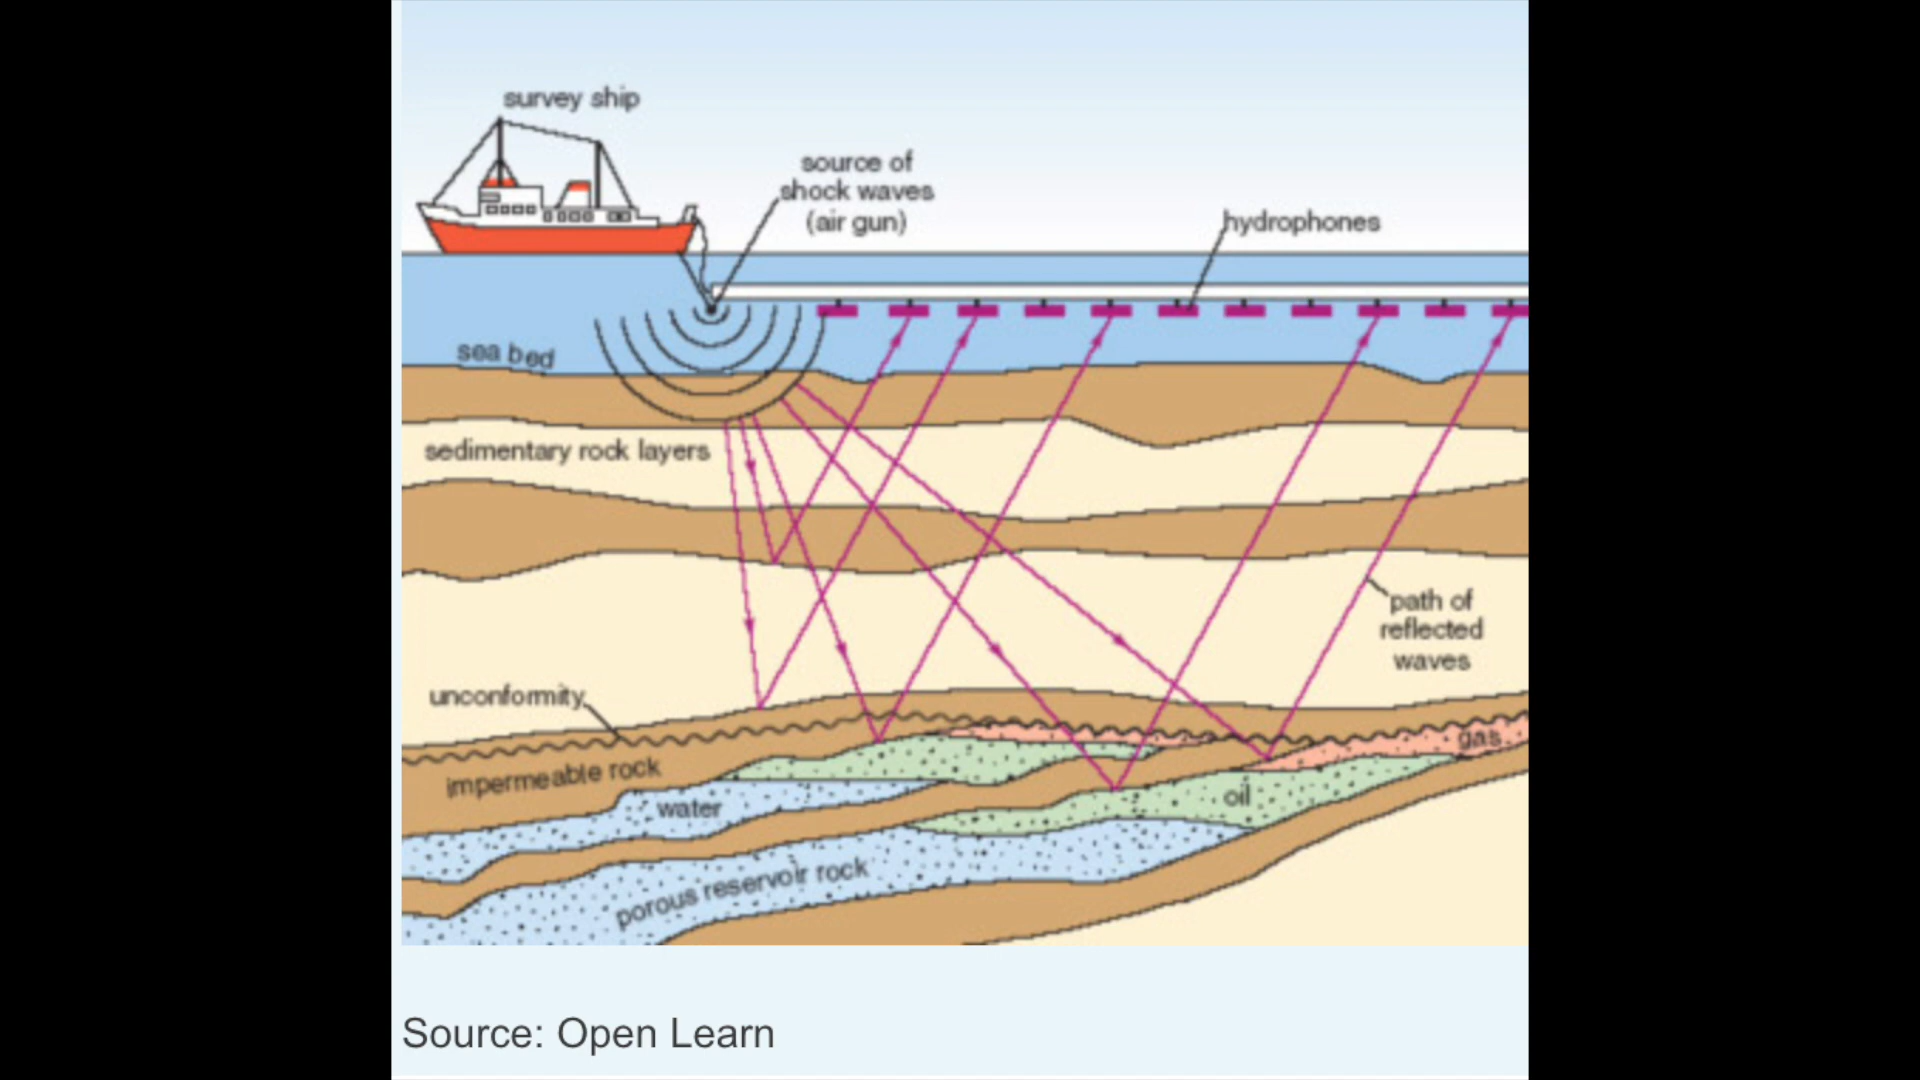 survey ship
source of
shock waves
(air gun)
hydrophones
sea bed
sedimentary rock layers
path of
reflected
waves
unconformity
gas
impermeable rock
water
oil
porous reservoir rock
Source: Open Learn